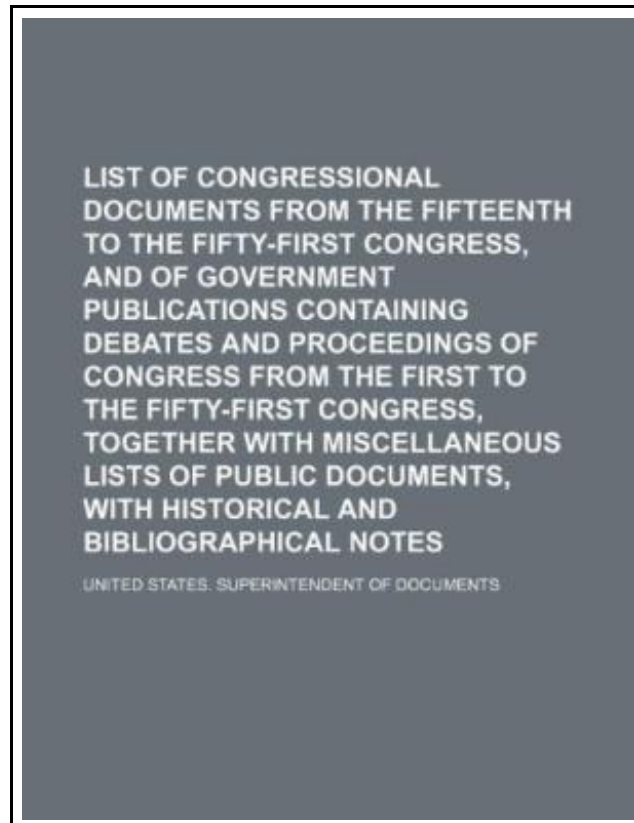 LIST OF CONGRESSIONAL
DOCUMENTS FROM THE FIFTEENTH
TO THE FIFTY-FIRST CONGRESS,
AND OF GOVERNMENT
PUBLICATIONS CONTAINING
DEBATES AND PROCEEDINGS OF
CONGRESS FROM THE FIRST TO
THE FIFTY-FIRST CONGRESS,
TOGETHER WITH MISCELLANEOUS
LISTS OF PUBLIC DOCUMENTS,
WITH HISTORICAL AND
BIBLIOGRAPHICAL NOTES
UNITED STATES. SUPERINTENDENT OF DOCUMENTS